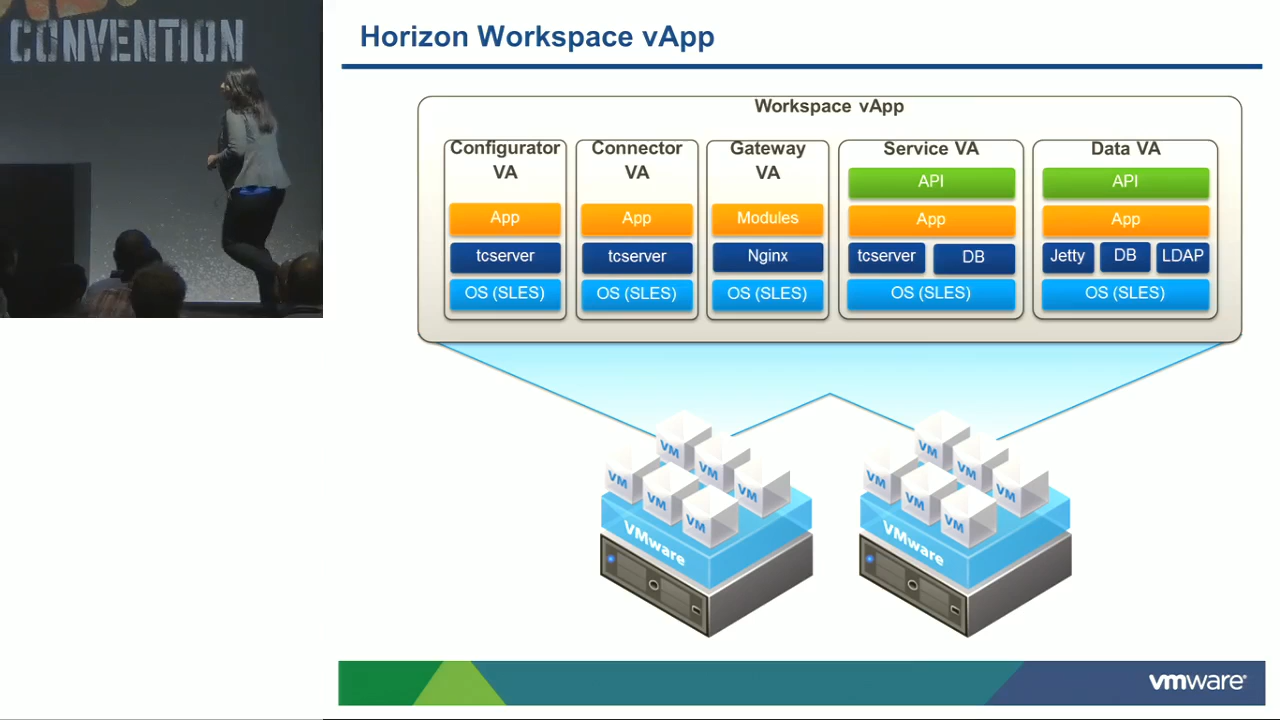 CONVENTION
Horizon Workspace vApp
Workspace vApp
Configurator
VA
App
tcserver
OS (SLES)
Connector
VA
App
tcserver
OS (SLES)
Gateway
VA
Modules
Nginx
OS (SLES)
Service VA
API
App
tcserver DB
OS (SLES)
Data VA
API
App
Jetty DB LDAP
OS (SLES)
VM
VM
VM
VM
VM
VM
VMware
VM
VM
VM
VM
VM
VM
VMware
vmware®